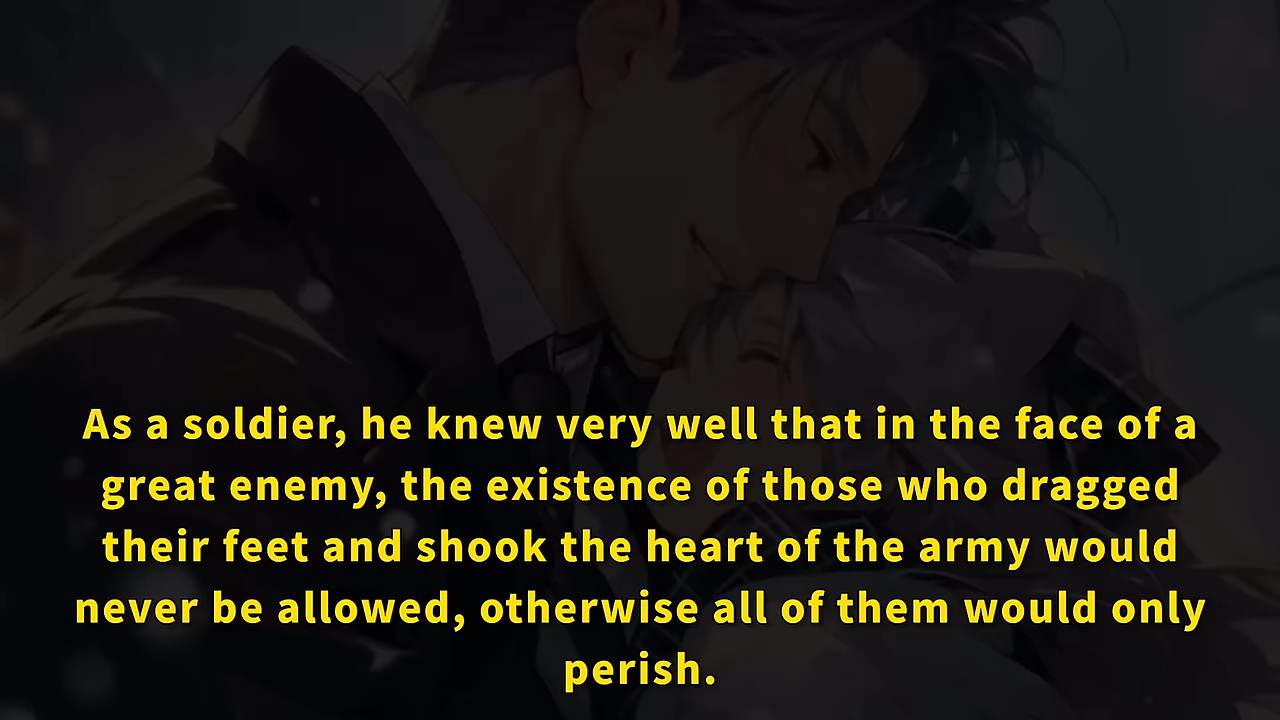 As a soldier, he knew very well that in the face of a
great enemy, the existence of those who dragged
their feet and shook the heart of the army would
never be allowed, otherwise all of them would only
perish.